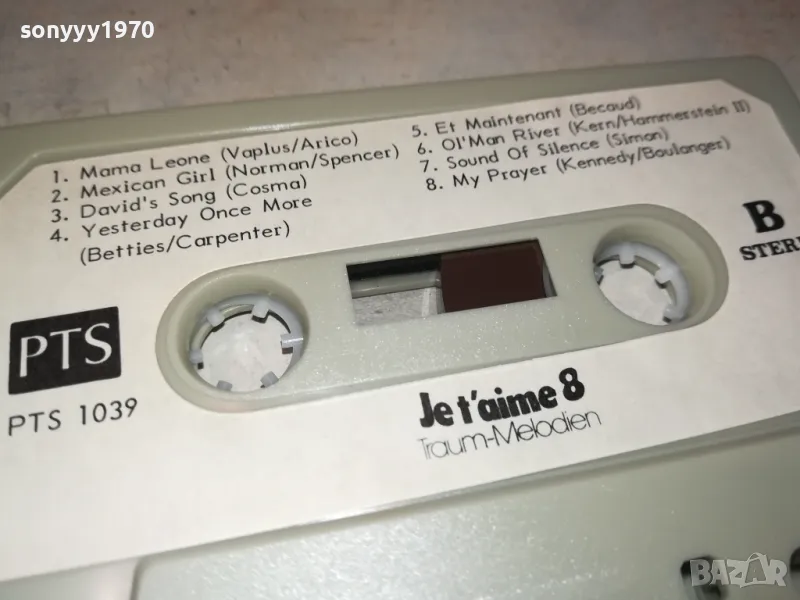 sonyyy1970
1. Mama Leone (Vaplus/Arico)
2. Mexican Girl (Norman/Spencer)
3. David's Song (Cosma)
4. Yesterday Once More
(Betties/Carpenter)
5. Et Maintenant (Becaud)
6. Ol'Man River (Kern/Hammerstein II)
7. Sound Of Silence (Simon)
8. My Prayer (Kennedy/Boulanger)
B
STERE
PTS
PTS 1039
Je t'aime 8
Traum-Melodien
BAZAR